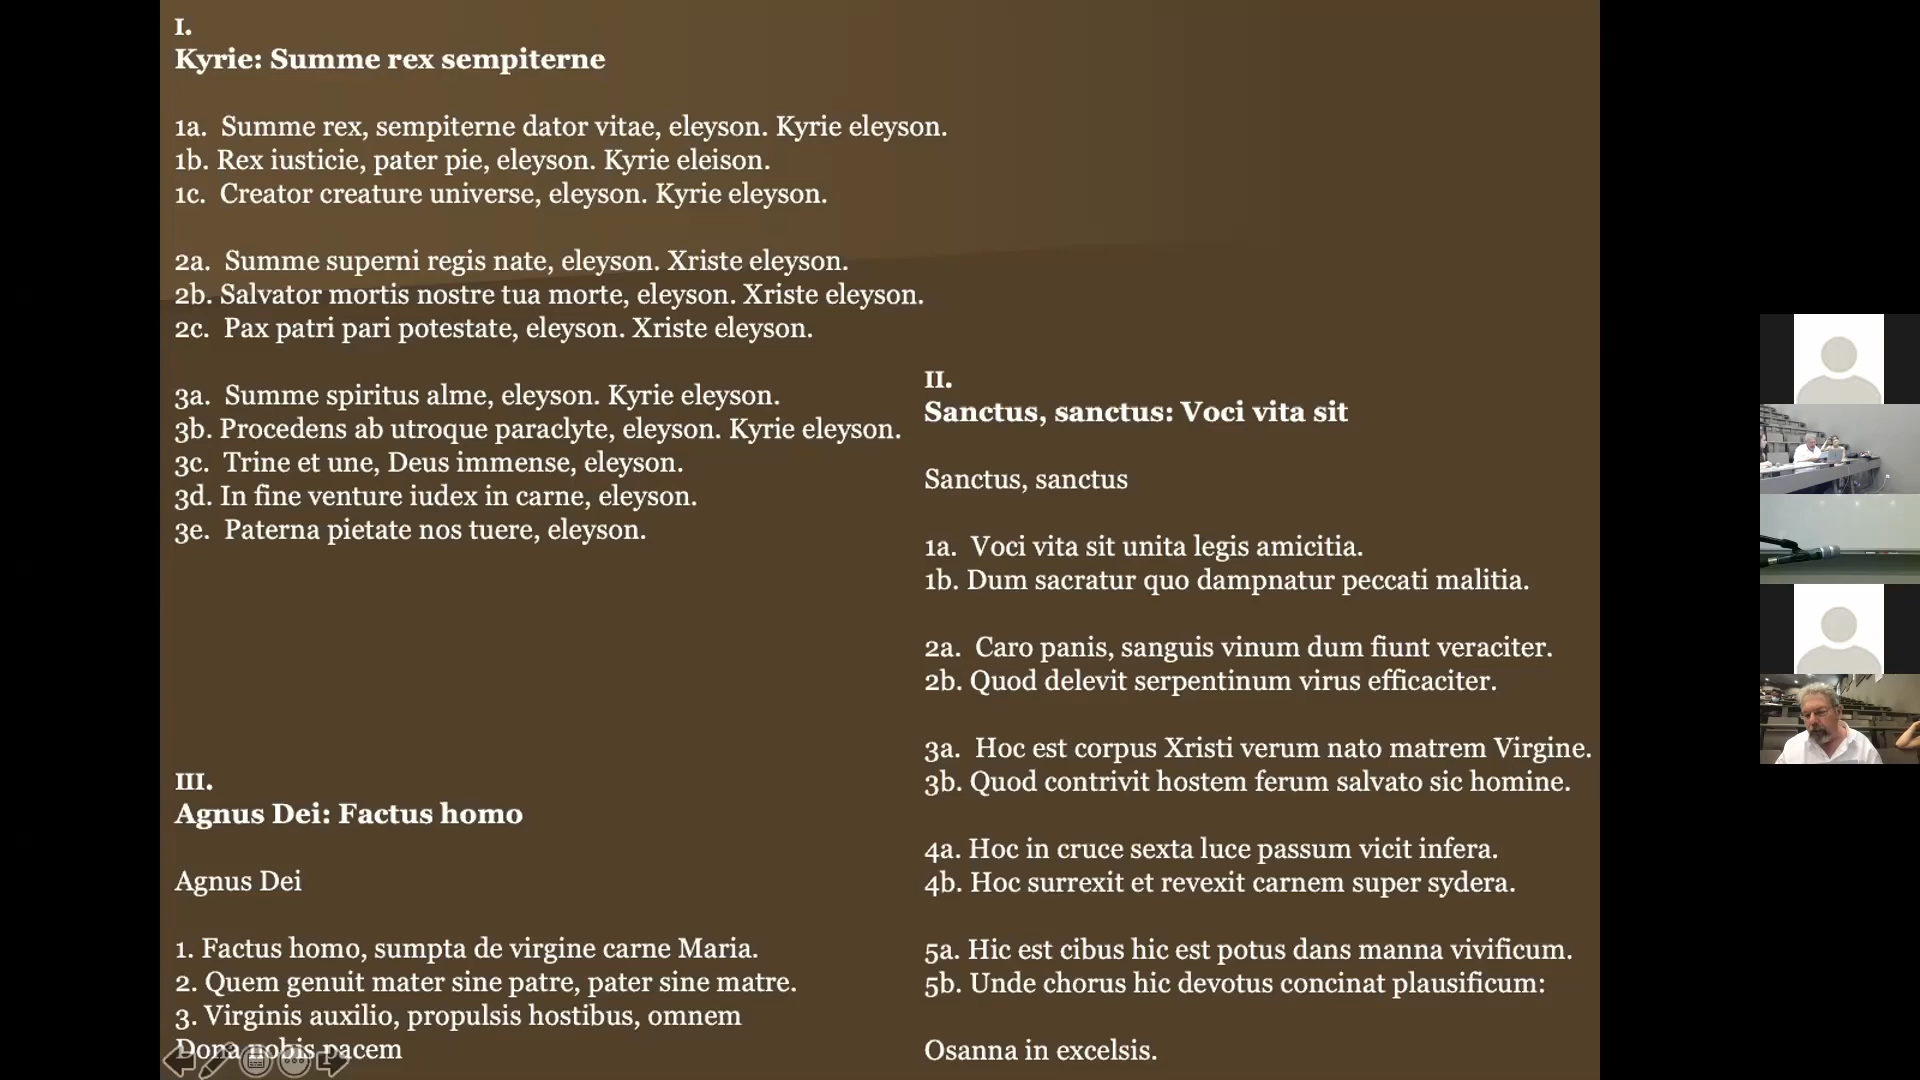 I.
Kyrie: Summe rex sempiterne
1a. Summe rex, sempiterne dator vitae, eleyson. Kyrie eleyson.
1b. Rex iusticie, pater pie, eleyson. Kyrie eleison.
1c. Creator creature universe, eleyson. Kyrie eleyson.
2a. Summe superni regis nate, eleyson. Xriste eleyson.
2b. Salvator mortis nostre tua morte, eleyson. Xriste eleyson.
2c. Pax patri pari potestate, eleyson. Xriste eleyson.
3a. Summe spiritus alme, eleyson. Kyrie eleyson.
3b. Procedens ab utroque paraclyte, eleyson. Kyrie eleyson.
3c. Trine et une, Deus immense, eleyson.
3d. In fine venture iudex in carne, eleyson.
3e. Paterna pietate nos tuere, eleyson.
II.
Sanctus, sanctus: Voci vita sit
Sanctus, sanctus
1a. Voci vita sit unita legis amicitia.
1b. Dum sacratur quo dampnatur peccati malitia.
2a. Caro panis, sanguis vinum dum fiunt veraciter.
2b. Quod delevit serpentinum virus efficaciter.
3a. Hoc est corpus Xristi verum nato matrem Virgine.
3b. Quod contrivit hostem ferum salvato sic homine.
4a. Hoc in cruce sexta luce passum vicit infera.
4b. Hoc surrexit et revexit carnem super sydera.
5a. Hic est cibus hic est potus dans manna vivificum.
5b. Unde chorus hic devotus concinat plausificum:
Osanna in excelsis.
III.
Agnus Dei: Factus homo
Agnus Dei
1. Factus homo, sumpta de virgine carne Maria.
2. Quem genuit mater sine patre, pater sine matre.
3. Virginis auxilio, propulsis hostibus, omnem
Dona nobis pacem